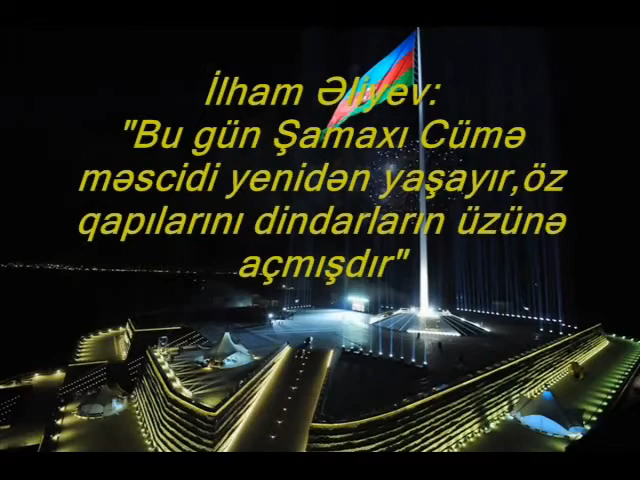 İlham Əliyev:
"Bu gün Şamaxı Cümə
məscidi yenidən yaşayır,öz
qapılarını dindarların üzünə
açmışdır"